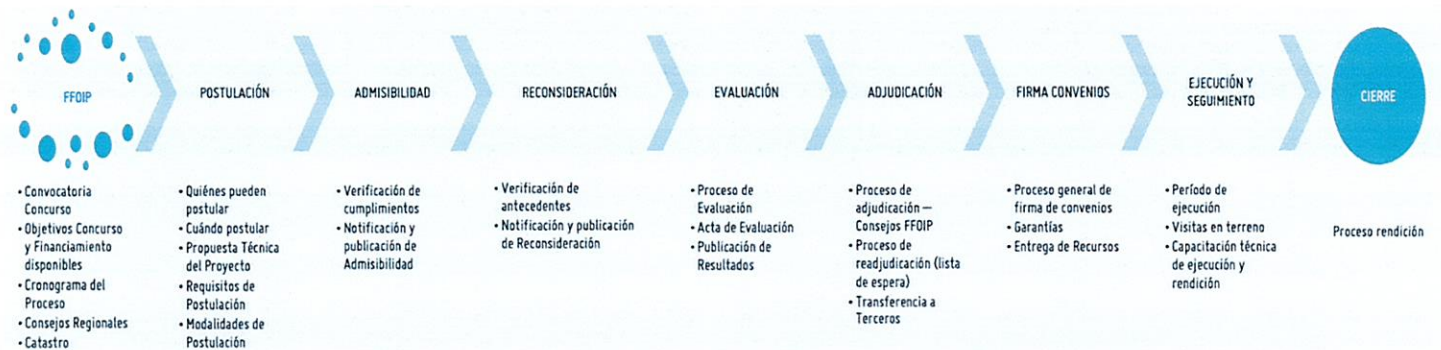 FFOIP
POSTULACIÓN
ADMISIBILIDAD
RECONSIDERACIÓN
EVALUACIÓN
ADJUDICACIÓN
FIRMA CONVENIOS
EJECUCIÓN Y
SEGUIMIENTO
CIERRE
• Convocatoria
Concurso
• Objetivos Concurso
y Financiamiento
disponibles
• Cronograma del
Proceso
• Consejos Regionales
• Catastro
• Quiénes pueden
postular
• Cuándo postular
• Propuesta Técnica
del Proyecto
• Requisitos de
Postulación
• Modalidades de
Postulación
• Verificación de
cumplimientos
• Notificación y
publicación de
Admisibilidad
• Verificación de
antecedentes
• Notificación y publicación
de Reconsideración
• Proceso de
Evaluación
• Acta de Evaluación
• Publicación de
Resultados
• Proceso de
adjudicación —
Consejos FFOIP
• Proceso de
readjudicación (lista
de espera)
• Transferencia a
Terceros
• Proceso general de
firma de convenios
• Garantías
• Entrega de Recursos
• Período de
ejecución
• Visitas en terreno
• Capacitación técnica
de ejecución y
rendición
Proceso rendición